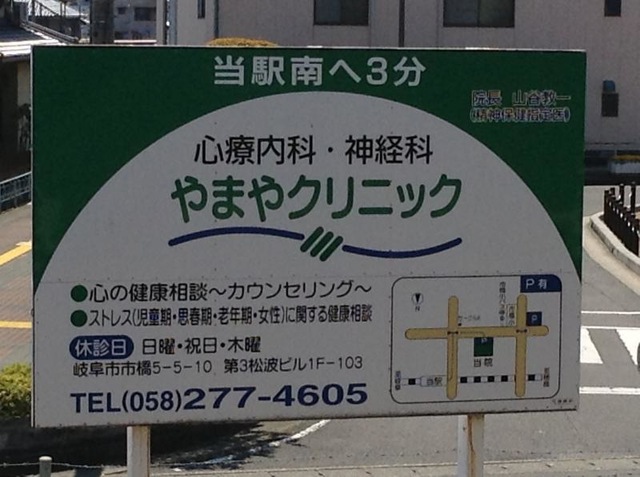 当駅南へ3分
院長 山谷教一
(精神保健指定医)
心療内科・神経科
やまやクリニック
●心の健康相談～カウンセリング～
●ストレス(児童期・思春期・老年期・女性)に関する健康相談
休診日 日曜・祝日・木曜
岐阜市市橋5-5-10 第3松波ビル1F-103
TEL(058)277-4605
P有
P
当院
当駅